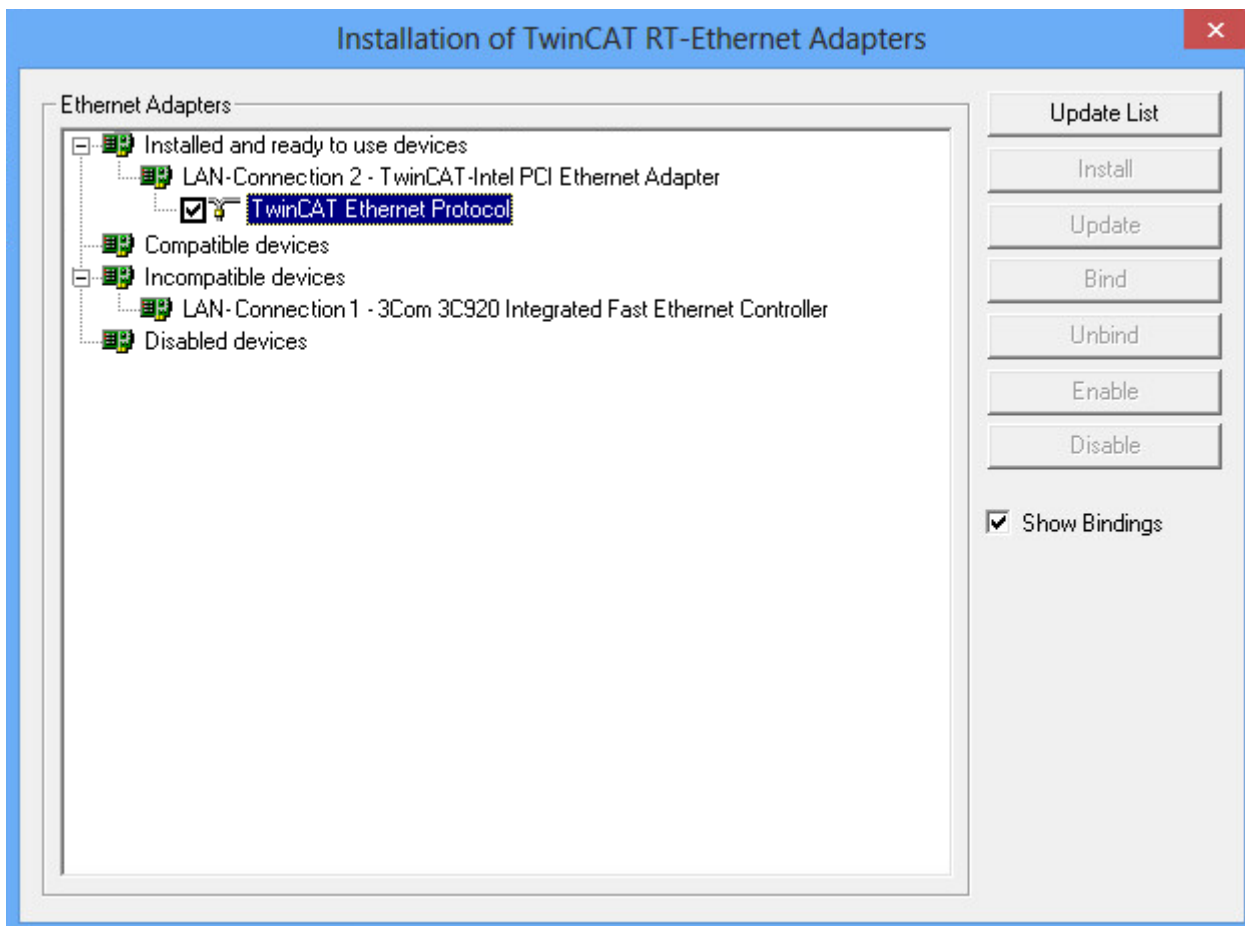 Installation of TwinCAT RT-Ethernet Adapters
Ethernet Adapters
Installed and ready to use devices
LAN-Connection 2 - TwinCAT-Intel PCI Ethernet Adapter
TwinCAT Ethernet Protocol
Compatible devices
Incompatible devices
LAN-Connection 1 - 3Com 3C920 Integrated Fast Ethernet Controller
Disabled devices
Update List
Install
Update
Bind
Unbind
Enable
Disable
Show Bindings